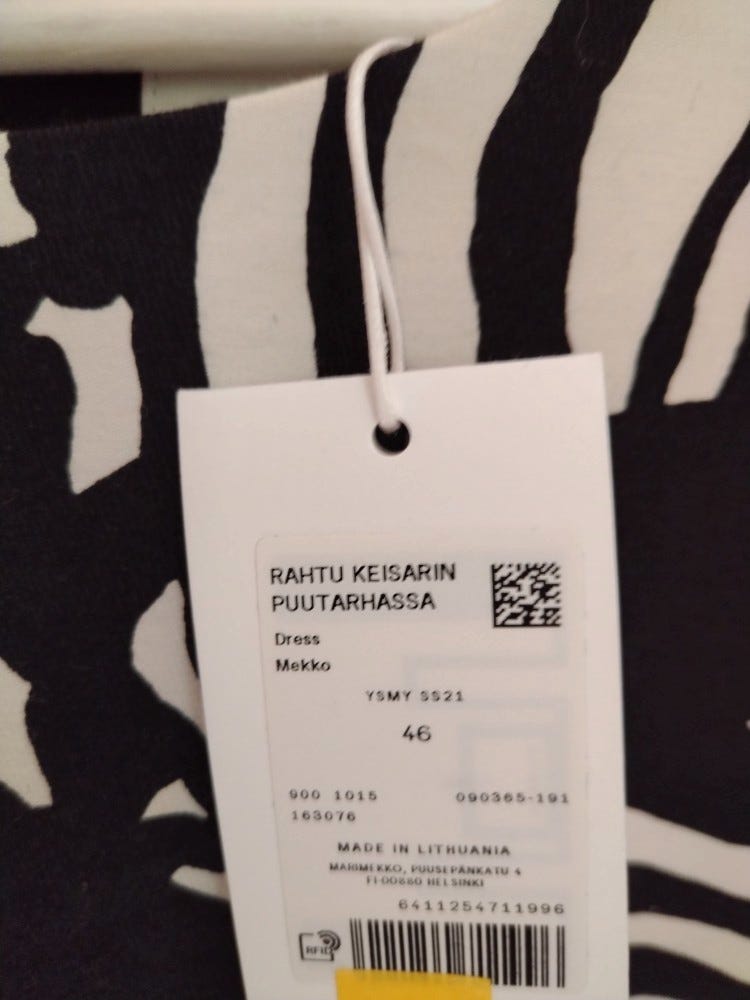 RAHTU KEISARIN
PUUTARHASSA
Dress
Mekko
YSMY SS21
46
900 1015 090365-191
163076
MADE IN LITHUANIA
MARIMEKKO, PUUSEPÄNKATU 4
FI-00880 HELSINKI
6411254711996
RFID